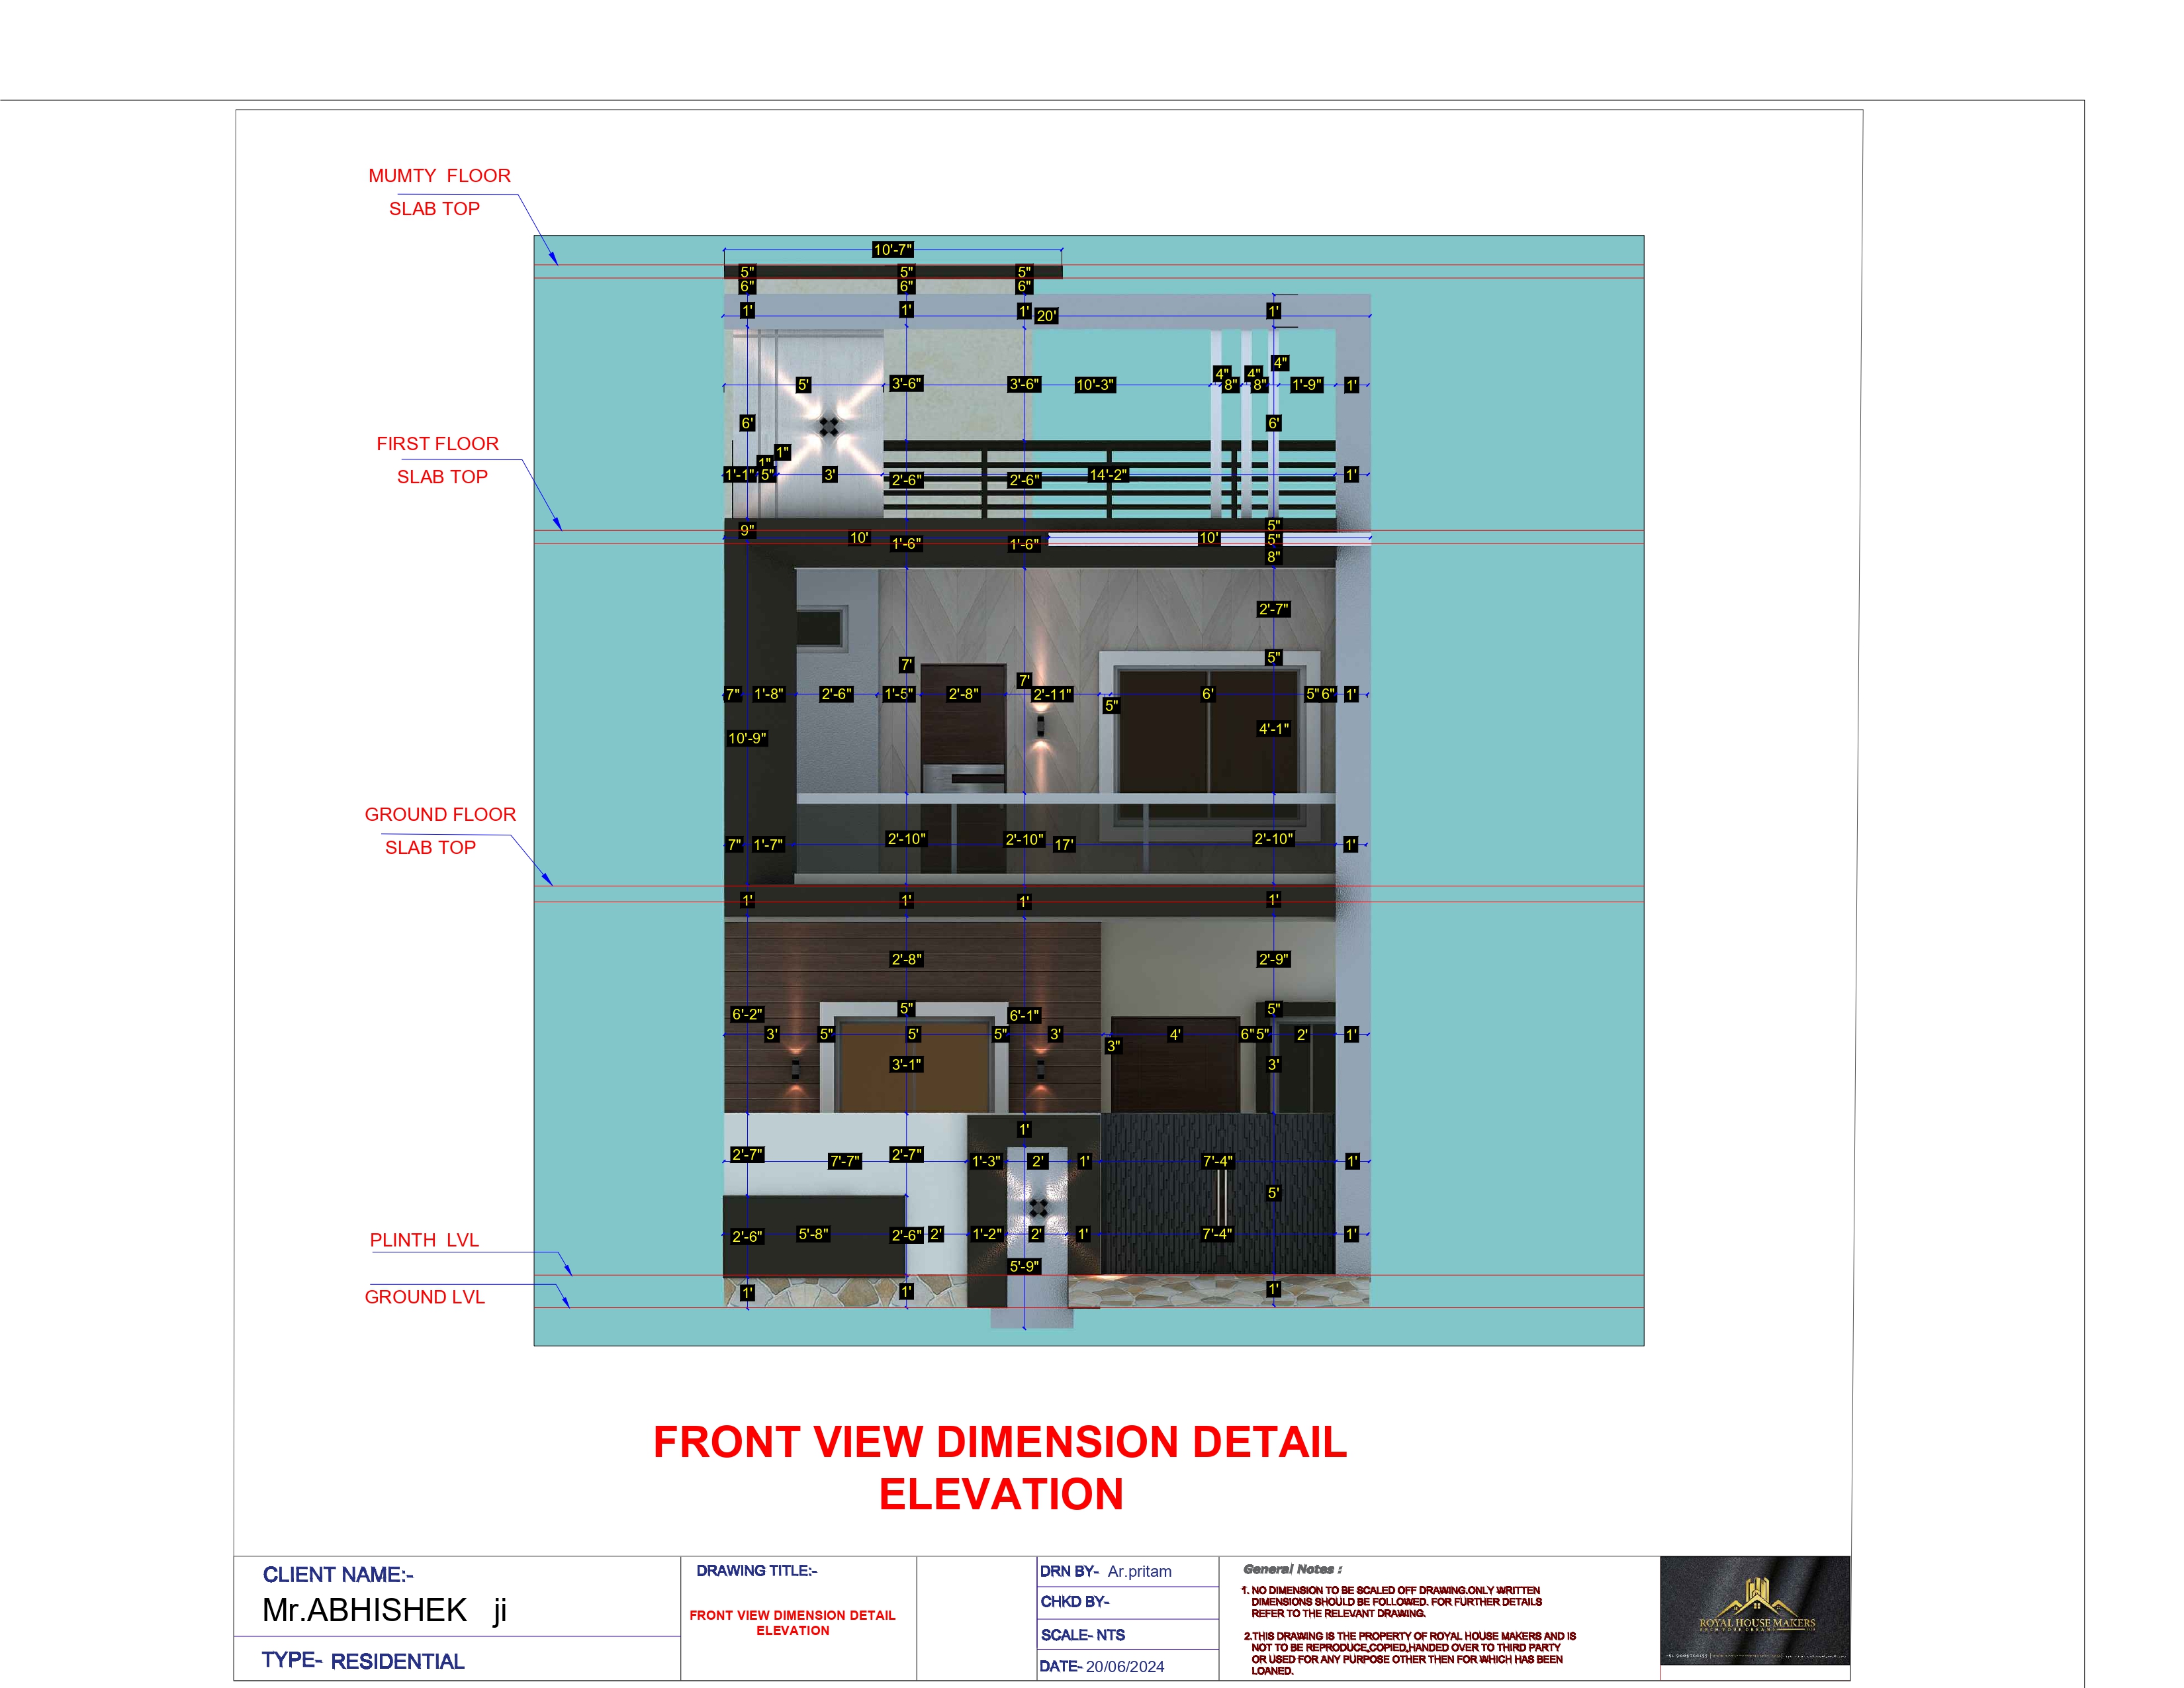 MUMTY FLOOR
SLAB TOP
10'-7"
5" 5" 5"
6" 6" 6"
1' 1' 1' 20' 1'
4"
4" 4"
5' 3'-6" 3'-6" 10'-3" 8" 8" 1'-9" 1'
6' 6'
FIRST FLOOR
SLAB TOP
1"
1"
1'-1" 5" 3' 2'-6" 2'-6" 14'-2" 1'
9" 5"
10' 1'-6" 1'-6" 10' 5"
8"
2'-7"
7' 5"
7'
7" 1'-8" 2'-6" 1'-5" 2'-8" 2'-11" 5" 6' 5" 6" 1'
10'-9" 4'-1"
GROUND FLOOR
SLAB TOP
7" 1'-7" 2'-10" 2'-10" 17' 2'-10" 1'
1' 1' 1' 1'
2'-8" 2'-9"
6'-2" 5" 6'-1" 5"
3' 5" 5' 5" 3' 3" 4' 6" 5" 2' 1'
3'-1" 3'
1'
2'-7" 7'-7" 2'-7" 1'-3" 2' 1' 7'-4" 1'
5'
2'-6" 5'-8" 2'-6" 2' 1'-2" 2' 1' 7'-4" 1'
PLINTH LVL
5'-9"
1' 1' 1'
GROUND LVL
FRONT VIEW DIMENSION DETAIL
ELEVATION
CLIENT NAME:-
Mr.ABHISHEK ji
TYPE- RESIDENTIAL
DRAWING TITLE:-
FRONT VIEW DIMENSION DETAIL
ELEVATION
DRN BY- Ar.pritam
CHKD BY-
SCALE- NTS
DATE- 20/06/2024
General Notes :
1. NO DIMENSION TO BE SCALED OFF DRAWING.ONLY WRITTEN
DIMENSIONS SHOULD BE FOLLOWED. FOR FURTHER DETAILS
REFER TO THE RELEVANT DRAWING.
2.THIS DRAWING IS THE PROPERTY OF ROYAL HOUSE MAKERS AND IS
NOT TO BE REPRODUCE,COPIED,HANDED OVER TO THIRD PARTY
OR USED FOR ANY PURPOSE OTHER THEN FOR WHICH HAS BEEN
LOANED.
ROYAL HOUSE MAKERS